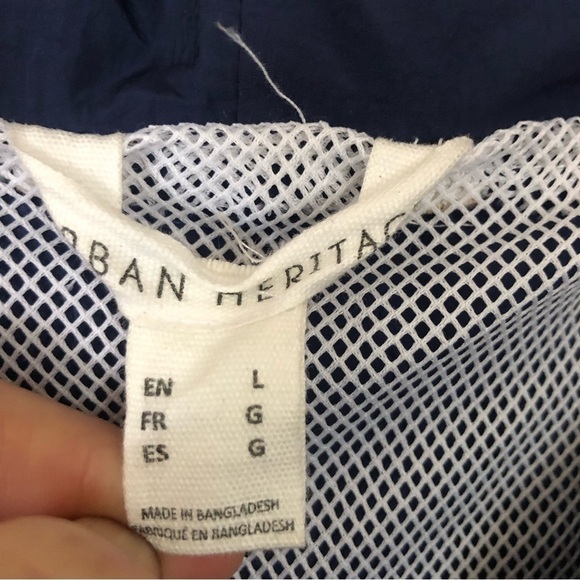 RBAN HERITAG
EN L
FR G
ES G
MADE IN BANGLADESH
FABRIQUÉ EN BANGLADESH